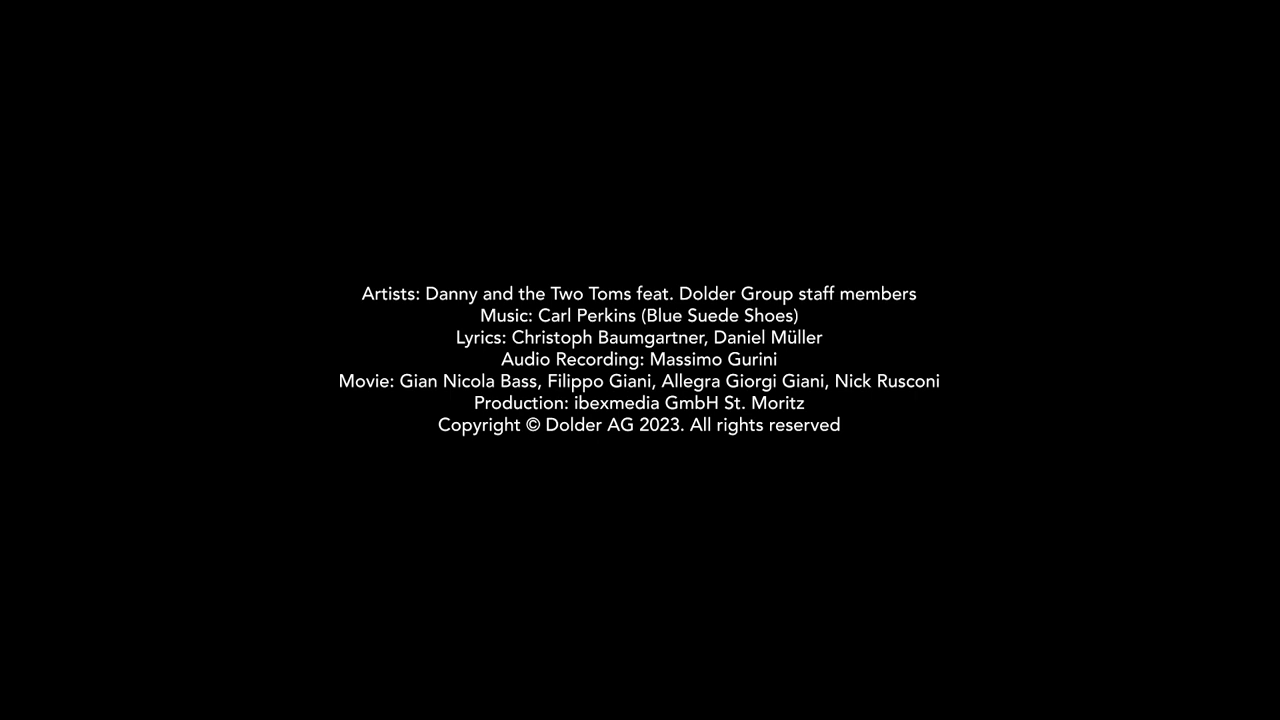 Artists: Danny and the Two Toms feat. Dolder Group staff members
Music: Carl Perkins (Blue Suede Shoes)
Lyrics: Christoph Baumgartner, Daniel Müller
Audio Recording: Massimo Gurini
Movie: Gian Nicola Bass, Filippo Giani, Allegra Giorgi Giani, Nick Rusconi
Production: ibexmedia GmbH St. Moritz
Copyright © Dolder AG 2023. All rights reserved